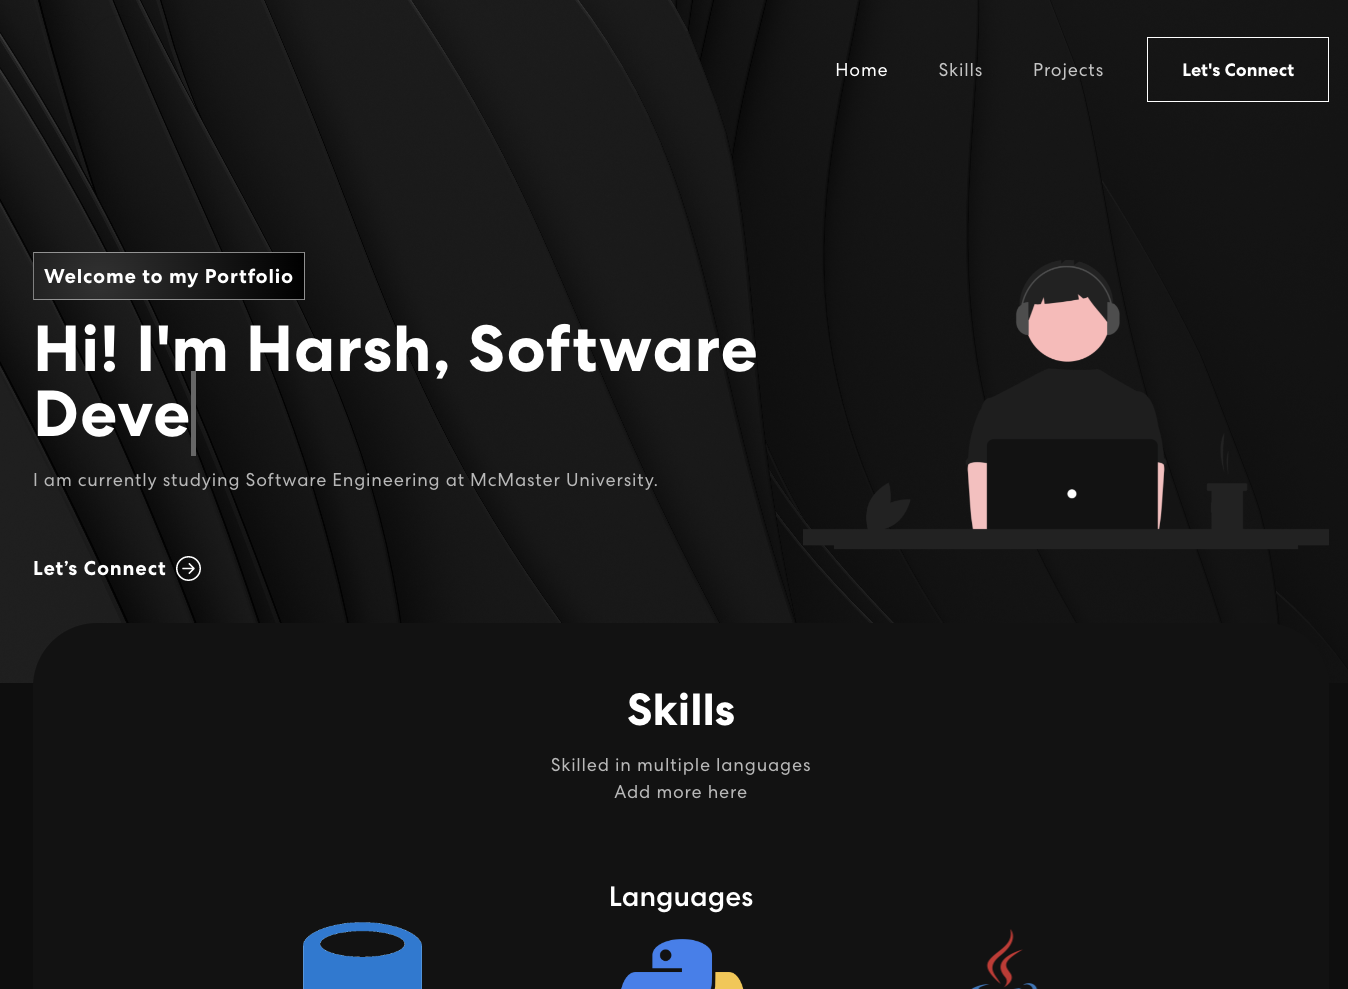 Home Skills Projects Let's Connect
Welcome to my Portfolio
Hi! I'm Harsh, Software
Deve
I am currently studying Software Engineering at McMaster University.
Let’s Connect
Skills
Skilled in multiple languages
Add more here
Languages